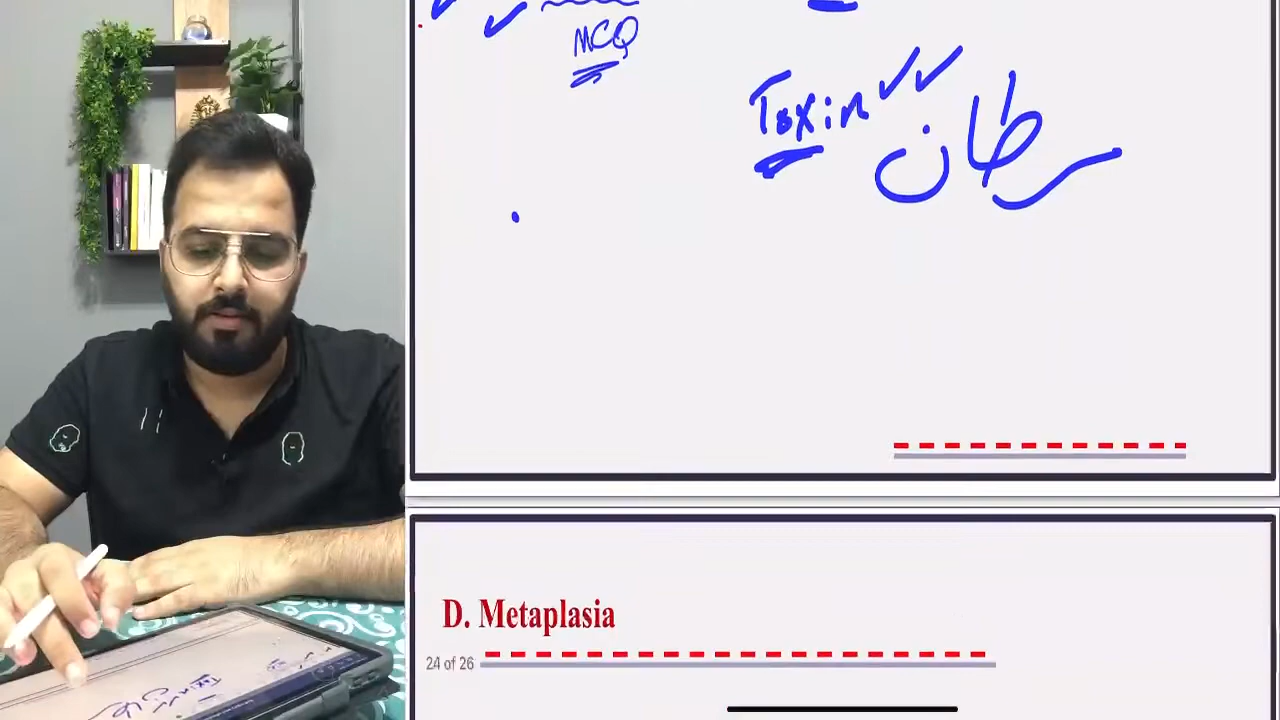 MCQ
Toxin
سرطان
D. Metaplasia
24 of 26